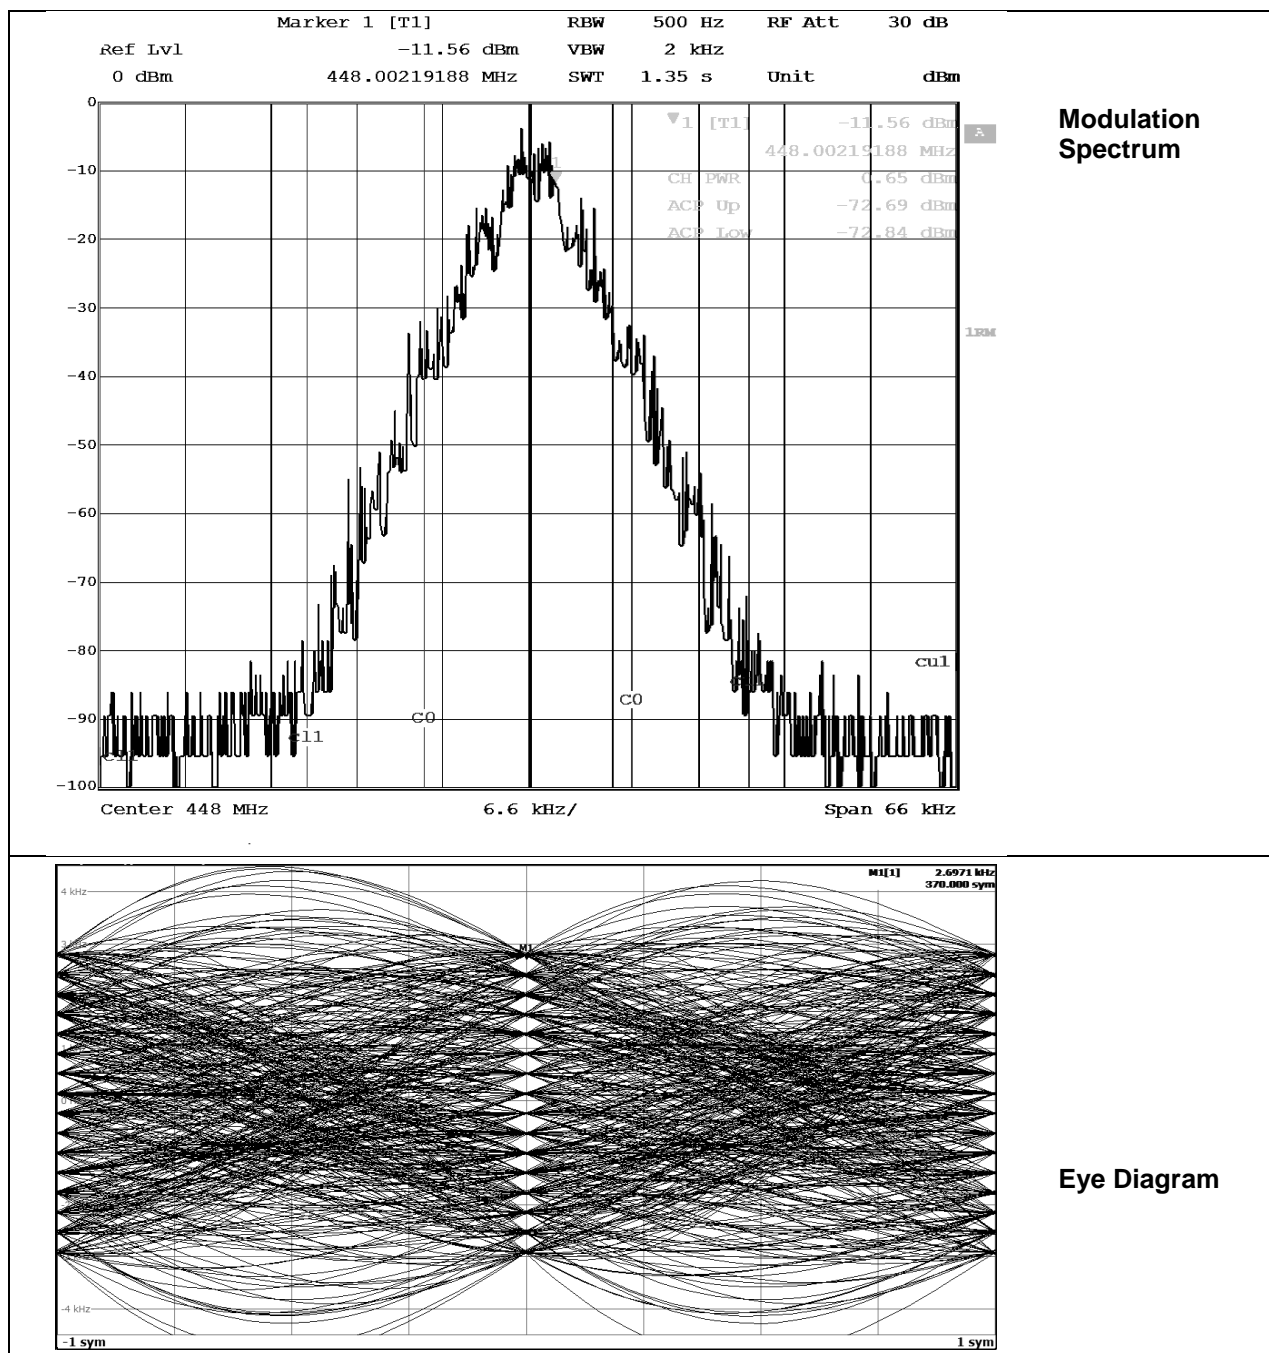 Marker 1 [T1] RBW 500 Hz RF Att 30 dB
Ref Lvl -11.56 dBm VBW 2 kHz
0 dBm 448.00219188 MHz SWT 1.35 s Unit dBm
0
▼1 [T1] -11.56 dBm
A
448.00219188 MHz
-10
1
CH PWR 0.65 dBm
ACP Up -72.69 dBm
-20
ACP Low -72.84 dBm
-30
1RM
-40
-50
-60
-70
-80
cu1
C0
C0
-90
cl1
cl1
-100
Center 448 MHz 6.6 kHz/ Span 66 kHz
Modulation
Spectrum
M1[1] 2.6971 kHz
370.000 sym
4 kHz
M1
-4 kHz
-1 sym 1 sym
Eye Diagram